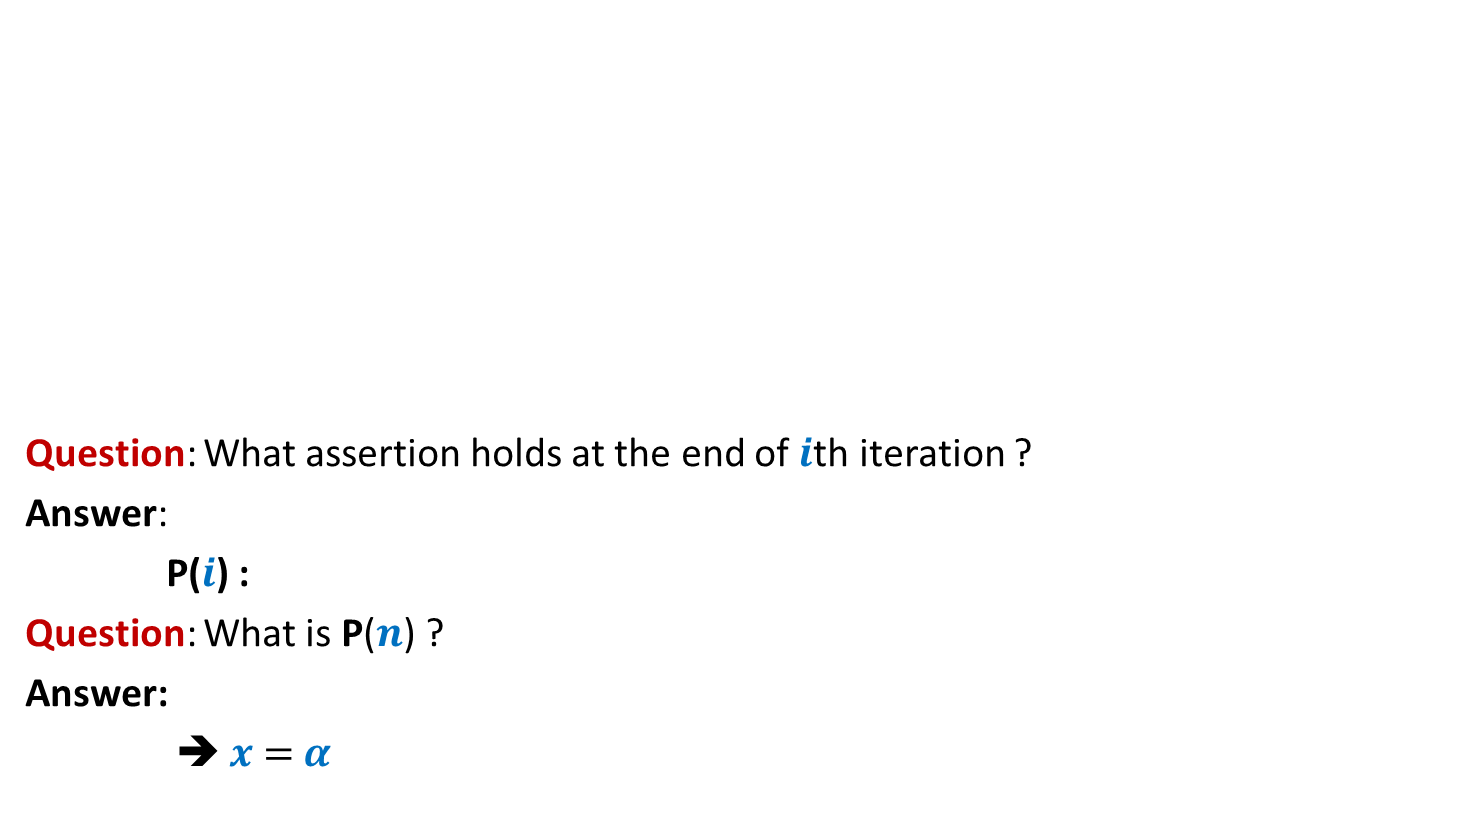 Question: What assertion holds at the end of 𝒊th iteration ?
Answer:
P(𝒊) :
Question: What is P(𝒏) ?
Answer:
➔ 𝒙 = 𝜶